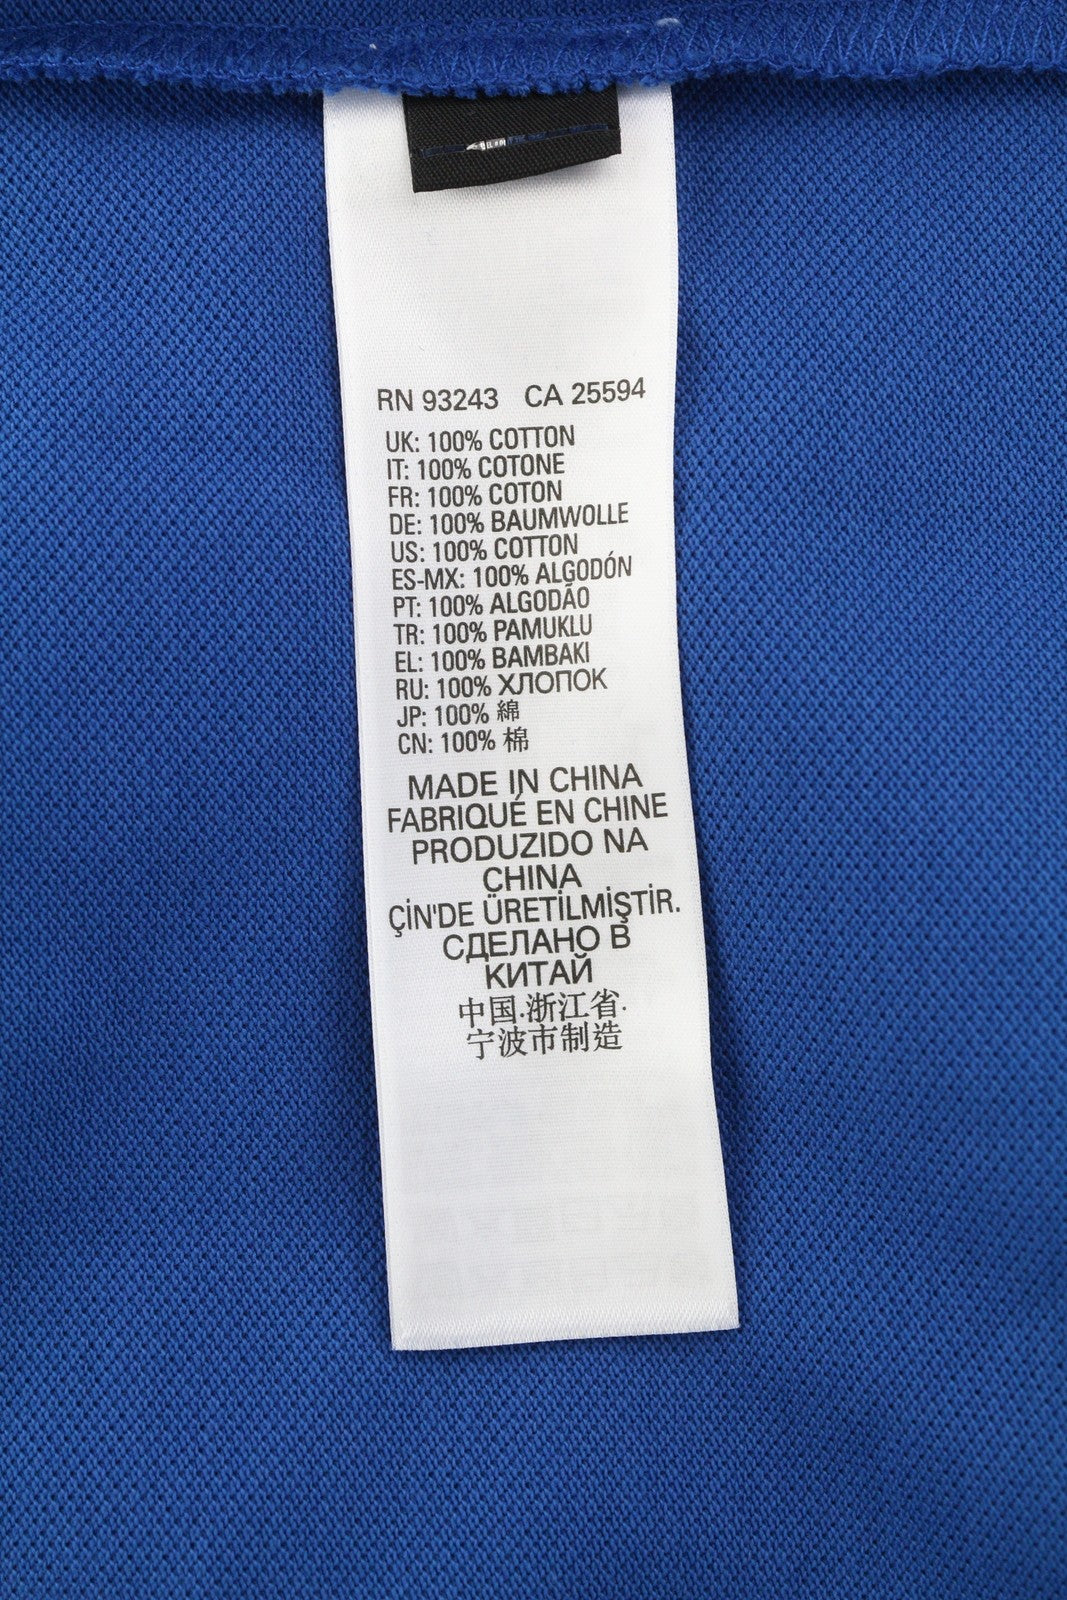 RN 93243 CA 25594
UK: 100% COTTON
IT: 100% COTONE
FR: 100% COTON
DE: 100% BAUMWOLLE
US: 100% COTTON
ES-MX: 100% ALGODÓN
PT: 100% ALGODÃO
TR: 100% PAMUKLU
EL: 100% BAMBAKI
RU: 100% ХЛОПОК
JP: 100% 綿
CN: 100% 棉
MADE IN CHINA
FABRIQUÉ EN CHINE
PRODUZIDO NA
CHINA
ÇİN'DE ÜRETİLMİŞTİR.
СДЕЛАНО В
КИТАЙ
中国.浙江省.
宁波市制造